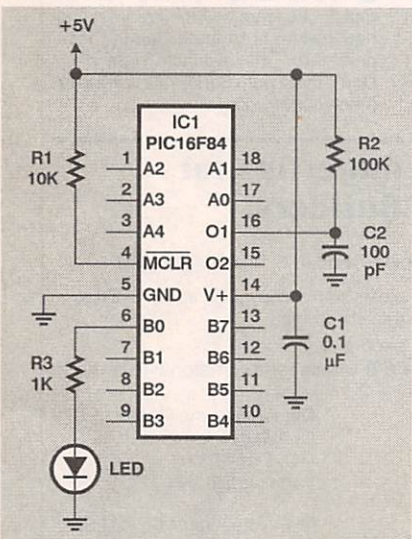 +5V
IC1
PIC16F84
R1
10K
R2
100K
1 A2 A1 18
2 A3 A0 17
3 A4 O1 16
4 MCLR O2 15
5 GND V+ 14
6 B0 B7 13
7 B1 B6 12
8 B2 B5 11
9 B3 B4 10
C2
100
pF
C1
0.1
µF
R3
1K
LED